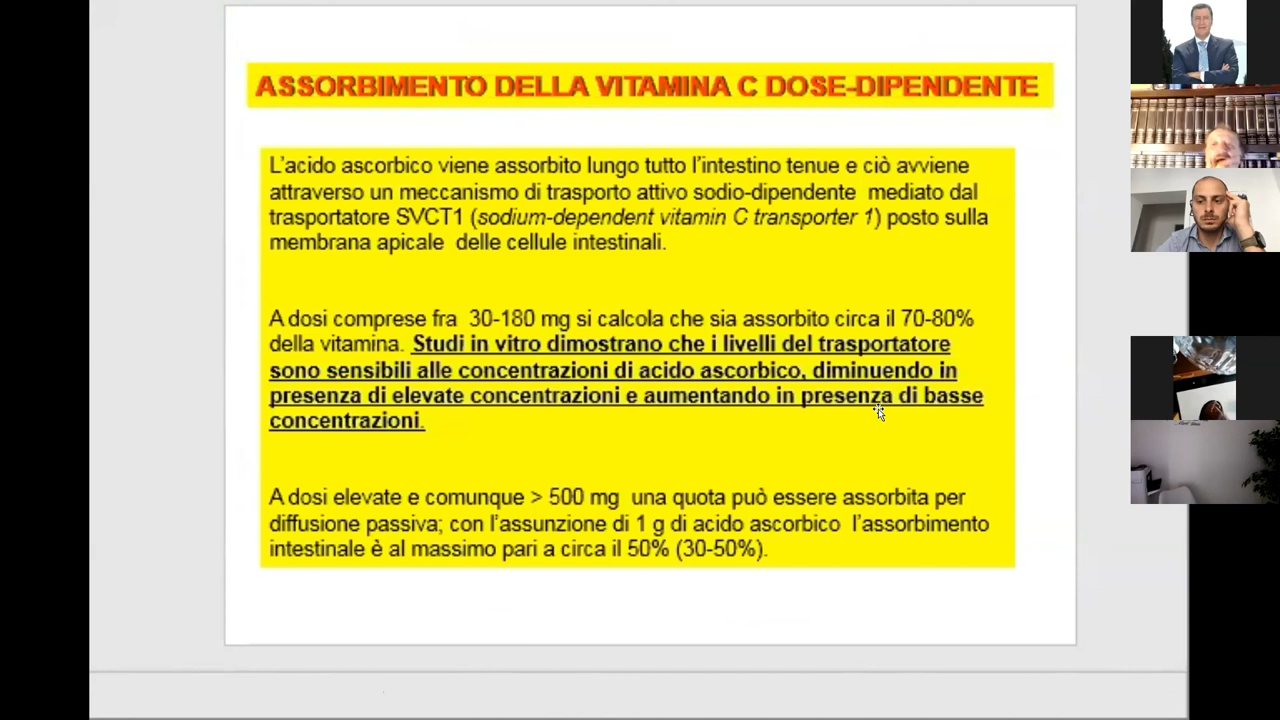 ASSORBIMENTO DELLA VITAMINA C DOSE-DIPENDENTE
L'acido ascorbico viene assorbito lungo tutto l'intestino tenue e ciò avviene
attraverso un meccanismo di trasporto attivo sodio-dipendente mediato dal
trasportatore SVCT1 (sodium-dependent vitamin C transporter 1) posto sulla
membrana apicale delle cellule intestinali.
A dosi comprese fra 30-180 mg si calcola che sia assorbito circa il 70-80%
della vitamina. Studi in vitro dimostrano che i livelli del trasportatore
sono sensibili alle concentrazioni di acido ascorbico, diminuendo in
presenza di elevate concentrazioni e aumentando in presenza di basse
concentrazioni.
A dosi elevate e comunque > 500 mg una quota può essere assorbita per
diffusione passiva; con l'assunzione di 1 g di acido ascorbico l'assorbimento
intestinale è al massimo pari a circa il 50% (30-50%).